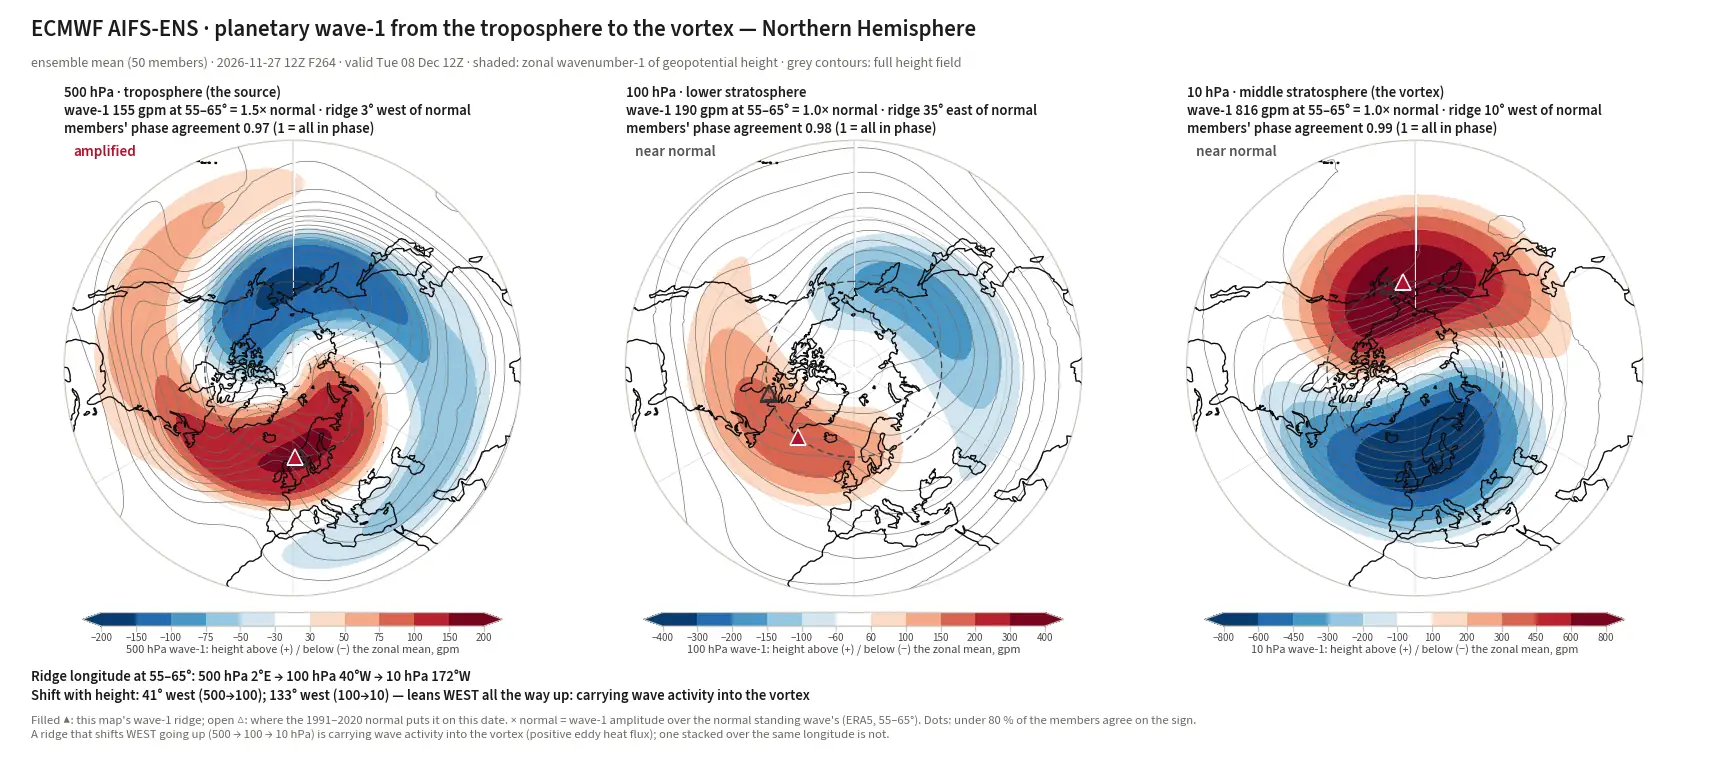 ECMWF AIFS-ENS · planetary wave-1 from the troposphere to the vortex — Northern Hemisphere
ensemble mean (50 members) · 2026-11-27 12Z F264 · valid Tue 08 Dec 12Z · shaded: zonal wavenumber-1 of geopotential height · grey contours: full height field
500 hPa · troposphere (the source)
wave-1 155 gpm at 55–65° = 1.5× normal · ridge 3° west of normal
members' phase agreement 0.97 (1 = all in phase)
amplified
100 hPa · lower stratosphere
wave-1 190 gpm at 55–65° = 1.0× normal · ridge 35° east of normal
members' phase agreement 0.98 (1 = all in phase)
near normal
10 hPa · middle stratosphere (the vortex)
wave-1 816 gpm at 55–65° = 1.0× normal · ridge 10° west of normal
members' phase agreement 0.99 (1 = all in phase)
near normal
−200 −150 −100 −75 −50 −30 30 50 75 100 150 200
500 hPa wave-1: height above (+) / below (−) the zonal mean, gpm
−400 −300 −200 −150 −100 −60 60 100 150 200 300 400
100 hPa wave-1: height above (+) / below (−) the zonal mean, gpm
−800 −600 −450 −300 −200 −100 100 200 300 450 600 800
10 hPa wave-1: height above (+) / below (−) the zonal mean, gpm
Ridge longitude at 55–65°: 500 hPa 2°E → 100 hPa 40°W → 10 hPa 172°W
Shift with height: 41° west (500→100); 133° west (100→10) — leans WEST all the way up: carrying wave activity into the vortex
Filled ▲: this map's wave-1 ridge; open △: where the 1991–2020 normal puts it on this date. × normal = wave-1 amplitude over the normal standing wave's (ERA5, 55–65°). Dots: under 80 % of the members agree on the sign.
A ridge that shifts WEST going up (500 → 100 → 10 hPa) is carrying wave activity into the vortex (positive eddy heat flux); one stacked over the same longitude is not.